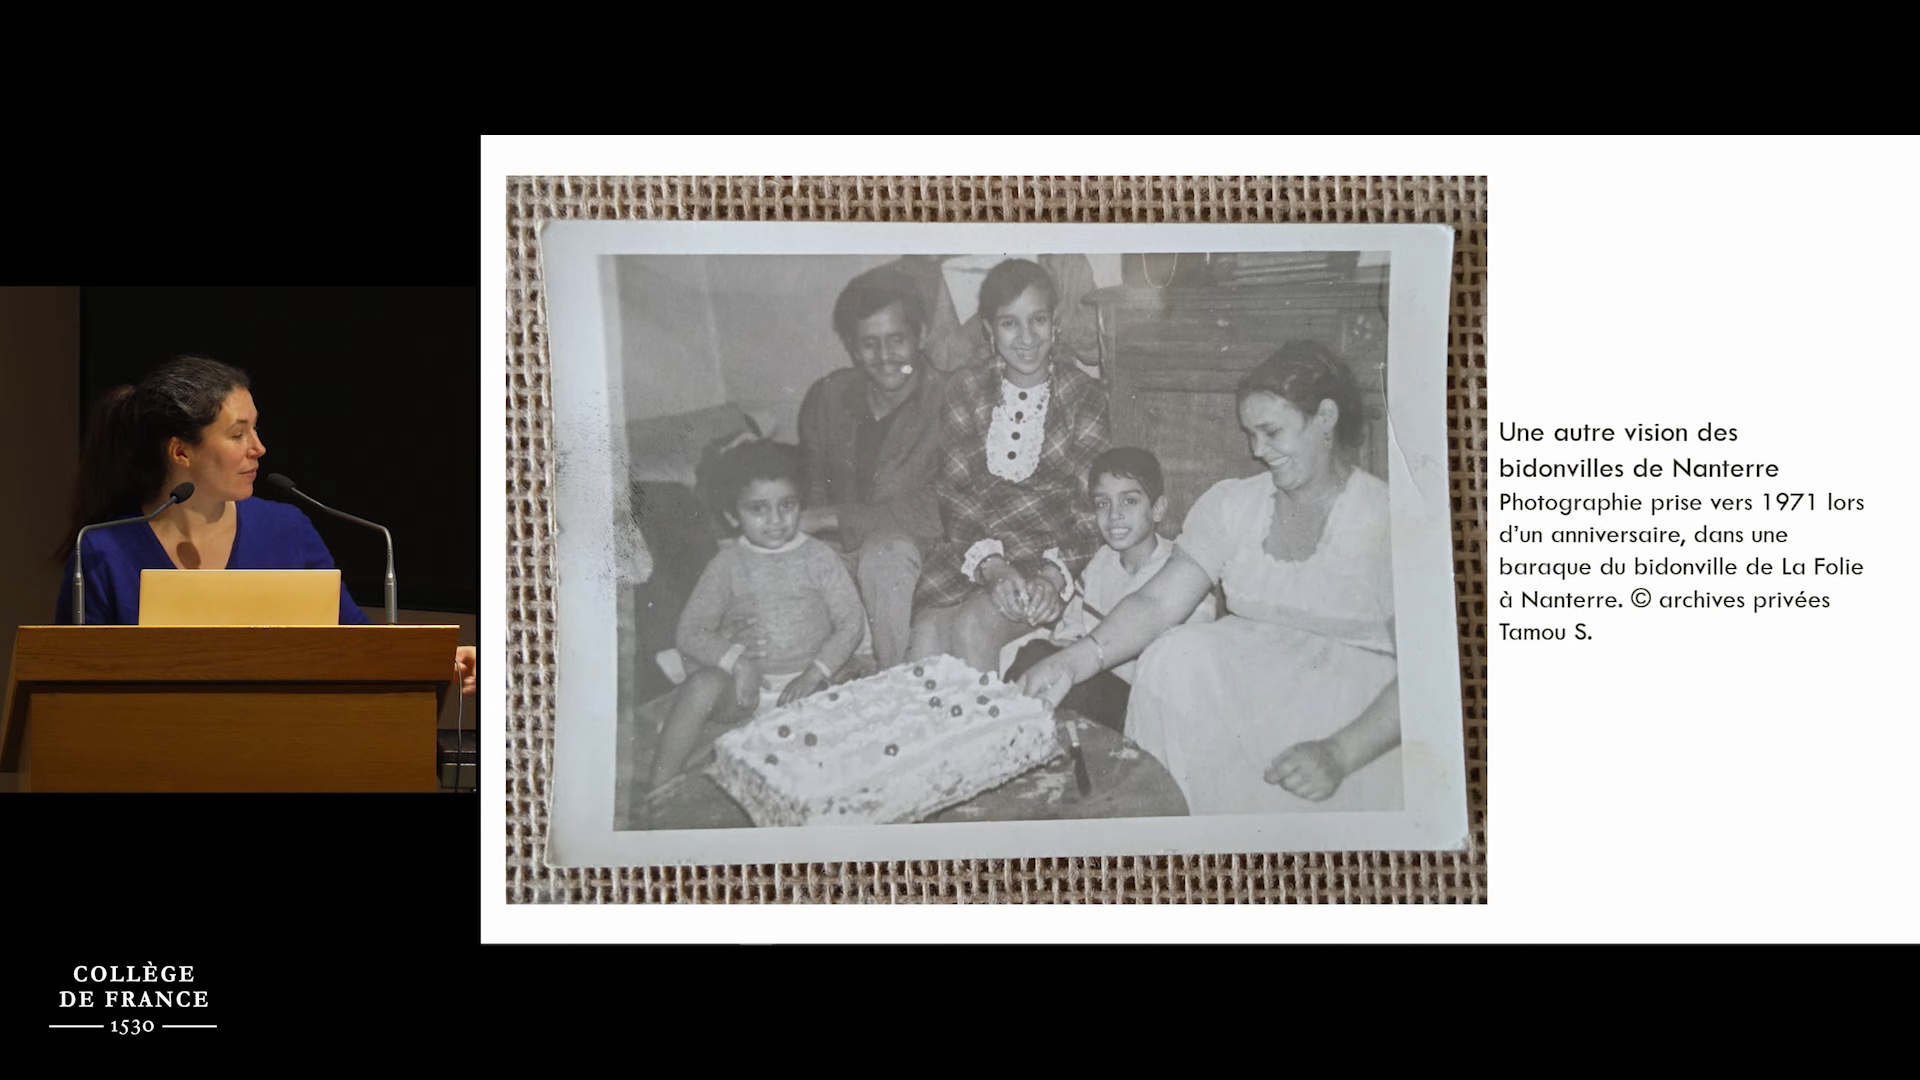 Une autre vision des
bidonvilles de Nanterre
Photographie prise vers 1971 lors
d'un anniversaire, dans une
baraque du bidonville de La Folie
à Nanterre. © archives privées
Tamou S.
COLLÈGE
DE FRANCE
1530